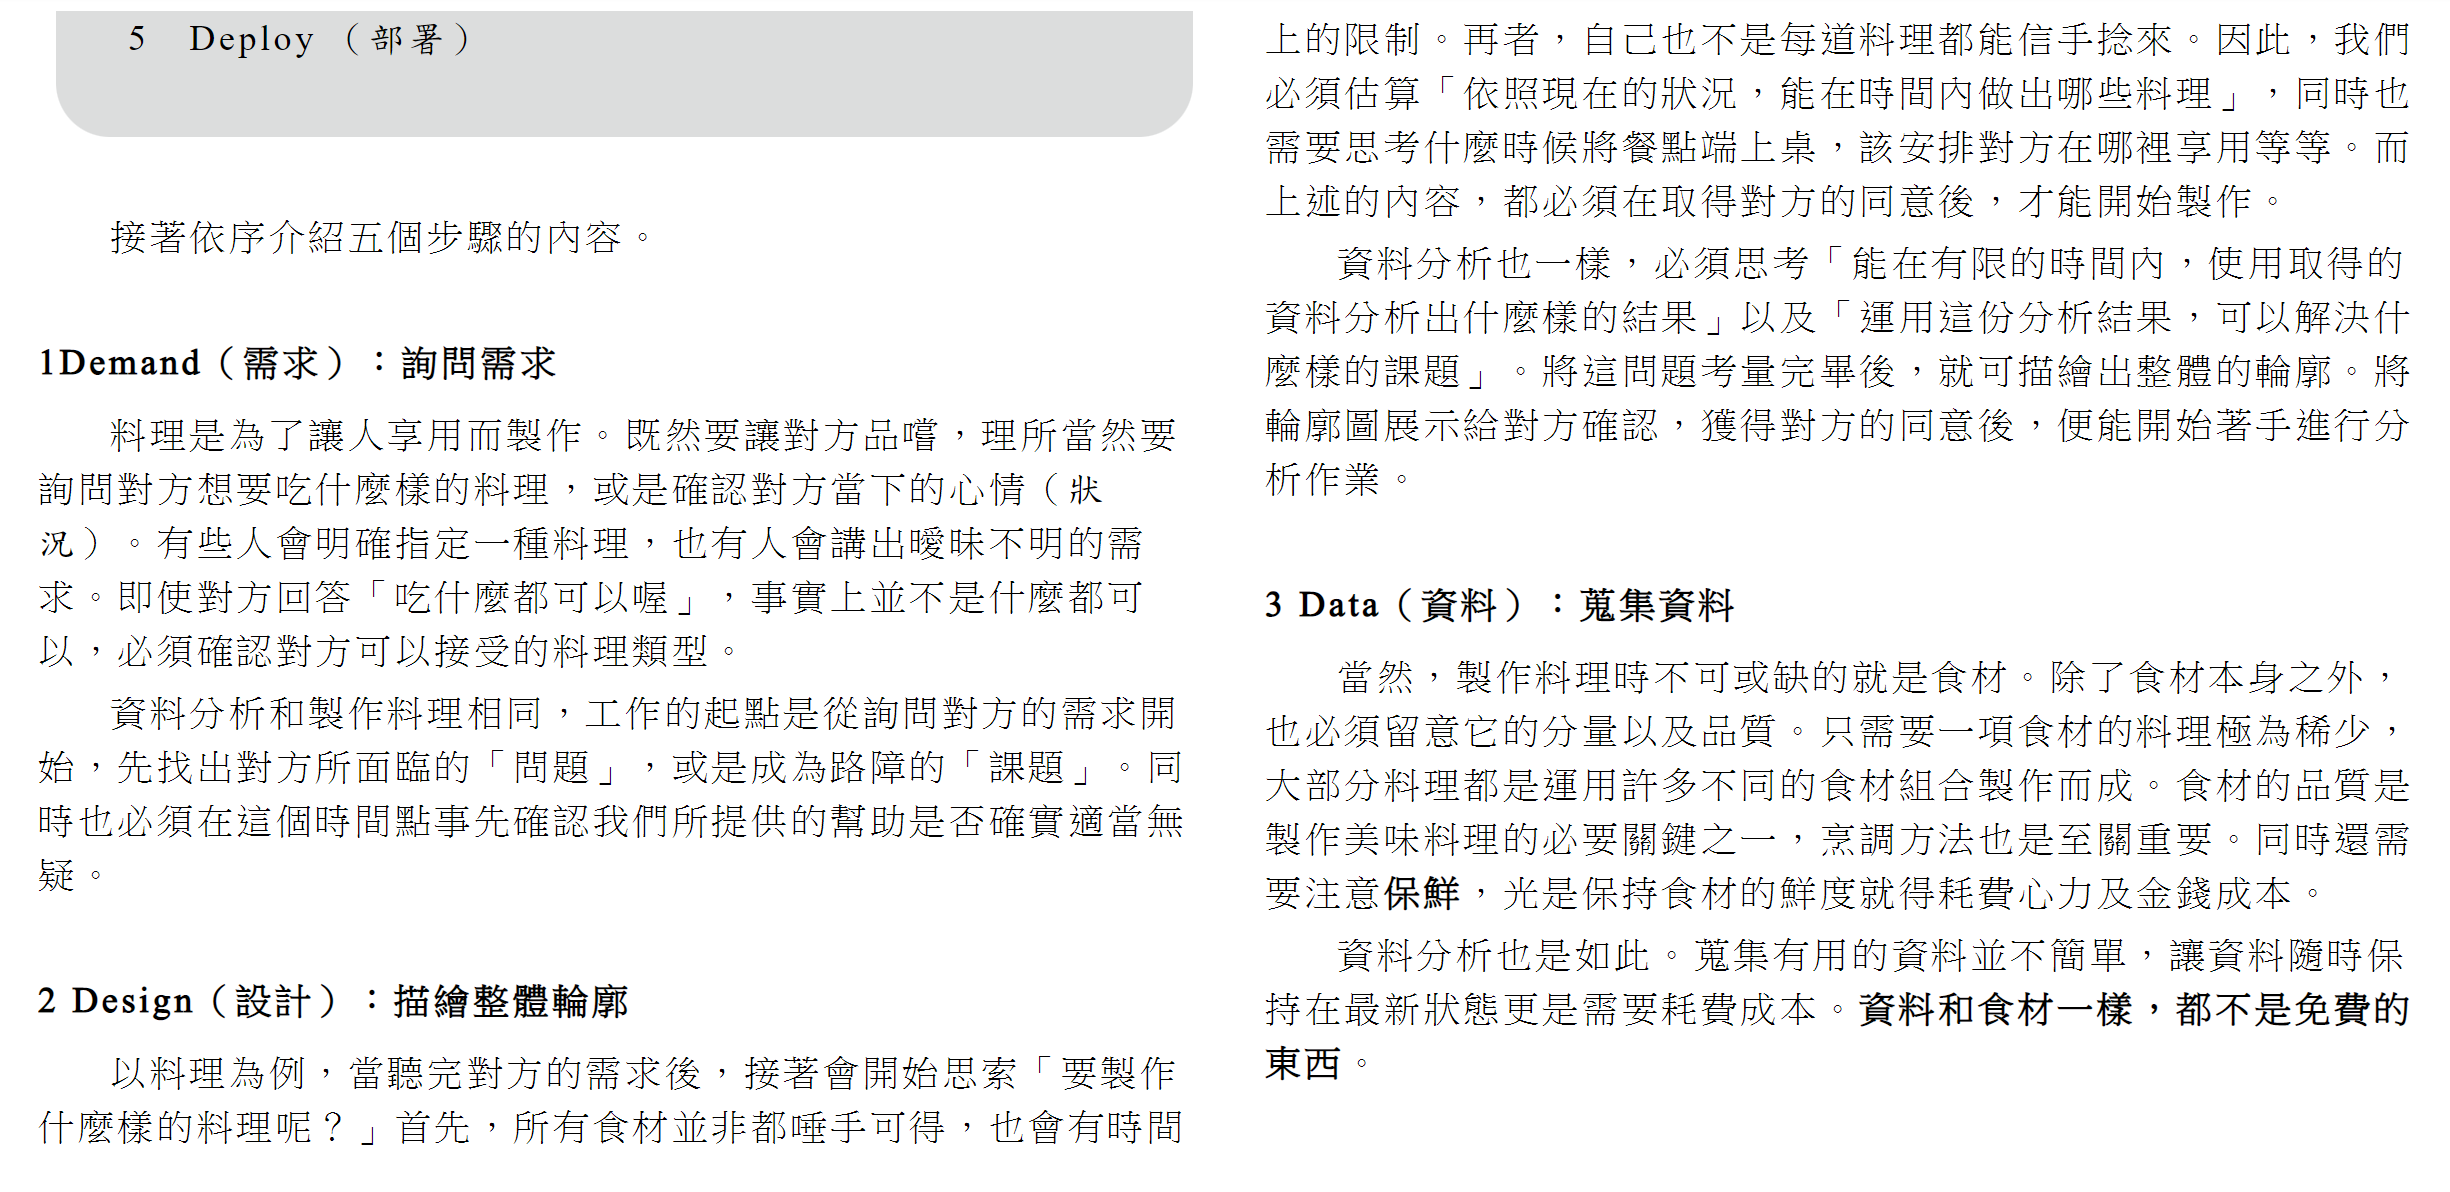 5 Deploy（部署）
接著依序介紹五個步驟的內容。
1Demand（需求）：詢問需求
料理是為了讓人享用而製作。既然要讓對方品嚐，理所當然要
詢問對方想要吃什麼樣的料理，或是確認對方當下的心情（狀
況）。有些人會明確指定一種料理，也有人會講出曖昧不明的需
求。即使對方回答「吃什麼都可以喔」，事實上並不是什麼都可
以，必須確認對方可以接受的料理類型。
資料分析和製作料理相同，工作的起點是從詢問對方的需求開
始，先找出對方所面臨的「問題」，或是成為路障的「課題」。同
時也必須在這個時間點事先確認我們所提供的幫助是否確實適當無
疑。
2 Design（設計）：描繪整體輪廓
以料理為例，當聽完對方的需求後，接著會開始思索「要製作
什麼樣的料理呢？」首先，所有食材並非都唾手可得，也會有時間
上的限制。再者，自己也不是每道料理都能信手捻來。因此，我們
必須估算「依照現在的狀況，能在時間內做出哪些料理」，同時也
需要思考什麼時候將餐點端上桌，該安排對方在哪裡享用等等。而
上述的內容，都必須在取得對方的同意後，才能開始製作。
資料分析也一樣，必須思考「能在有限的時間內，使用取得的
資料分析出什麼樣的結果」以及「運用這份分析結果，可以解決什
麼樣的課題」。將這問題考量完畢後，就可描繪出整體的輪廓。將
輪廓圖展示給對方確認，獲得對方的同意後，便能開始著手進行分
析作業。
3 Data（資料）：蒐集資料
當然，製作料理時不可或缺的就是食材。除了食材本身之外，
也必須留意它的分量以及品質。只需要一項食材的料理極為稀少，
大部分料理都是運用許多不同的食材組合製作而成。食材的品質是
製作美味料理的必要關鍵之一，烹調方法也是至關重要。同時還需
要注意保鮮，光是保持食材的鮮度就得耗費心力及金錢成本。
資料分析也是如此。蒐集有用的資料並不簡單，讓資料隨時保
持在最新狀態更是需要耗費成本。資料和食材一樣，都不是免費的
東西。